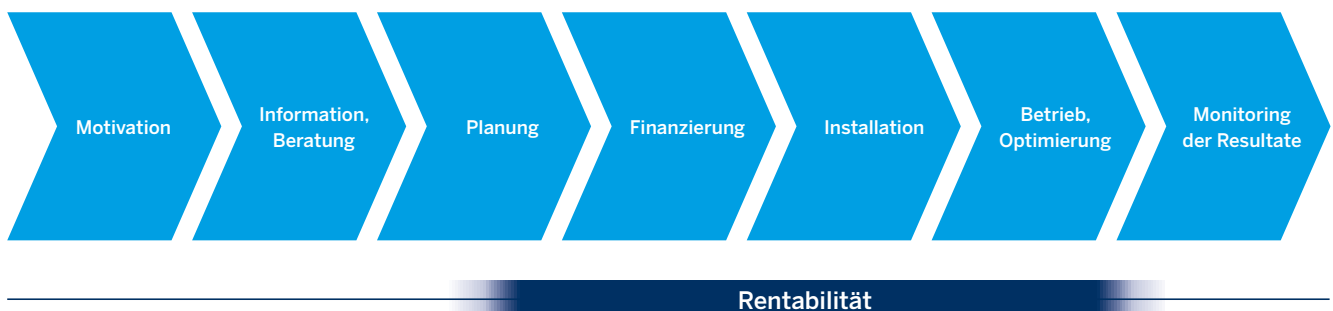 Motivation
Information,
Beratung
Planung
Finanzierung
Installation
Betrieb,
Optimierung
Monitoring
der Resultate
Rentabilität